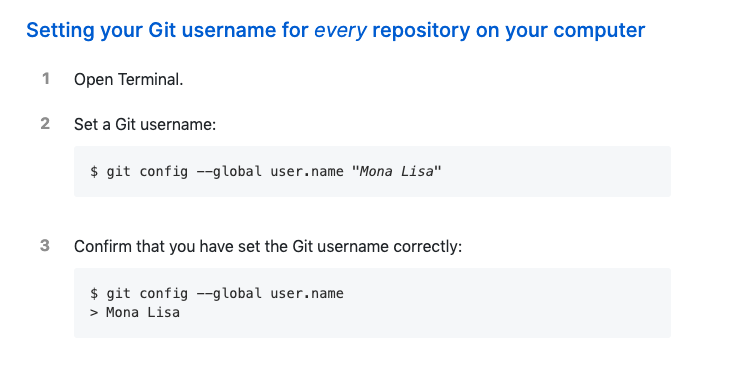 Setting your Git username for every repository on your computer
1 Open Terminal.
2 Set a Git username:
$ git config --global user.name "Mona Lisa"
3 Confirm that you have set the Git username correctly:
$ git config --global user.name
> Mona Lisa